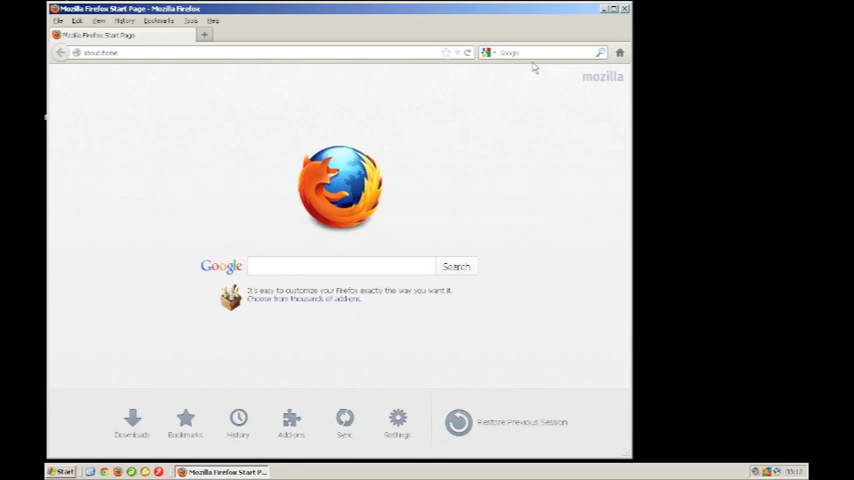 Mozilla Firefox Start Page - Mozilla Firefox
File Edit View History Bookmarks Tools Help
Mozilla Firefox Start Page
about:home
Google
mozilla
Google
Search
It's easy to customize your Firefox exactly the way you want it.
Choose from thousands of add-ons.
Downloads
Bookmarks
History
Add-ons
Sync
Settings
Restore Previous Session
Start
Mozilla Firefox Start P...
03:12